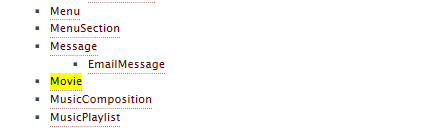 Menu
MenuSection
Message
EmailMessage
Movie
MusicComposition
MusicPlaylist